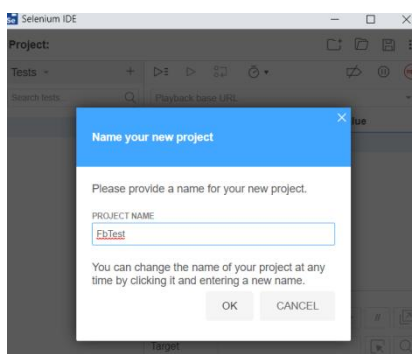 Selenium IDE
Project:
Tests
Search tests...
Playback base URL
lue
Name your new project
Please provide a name for your new project.
PROJECT NAME
FbTest
You can change the name of your project at any
time by clicking it and entering a new name.
OK CANCEL
Target